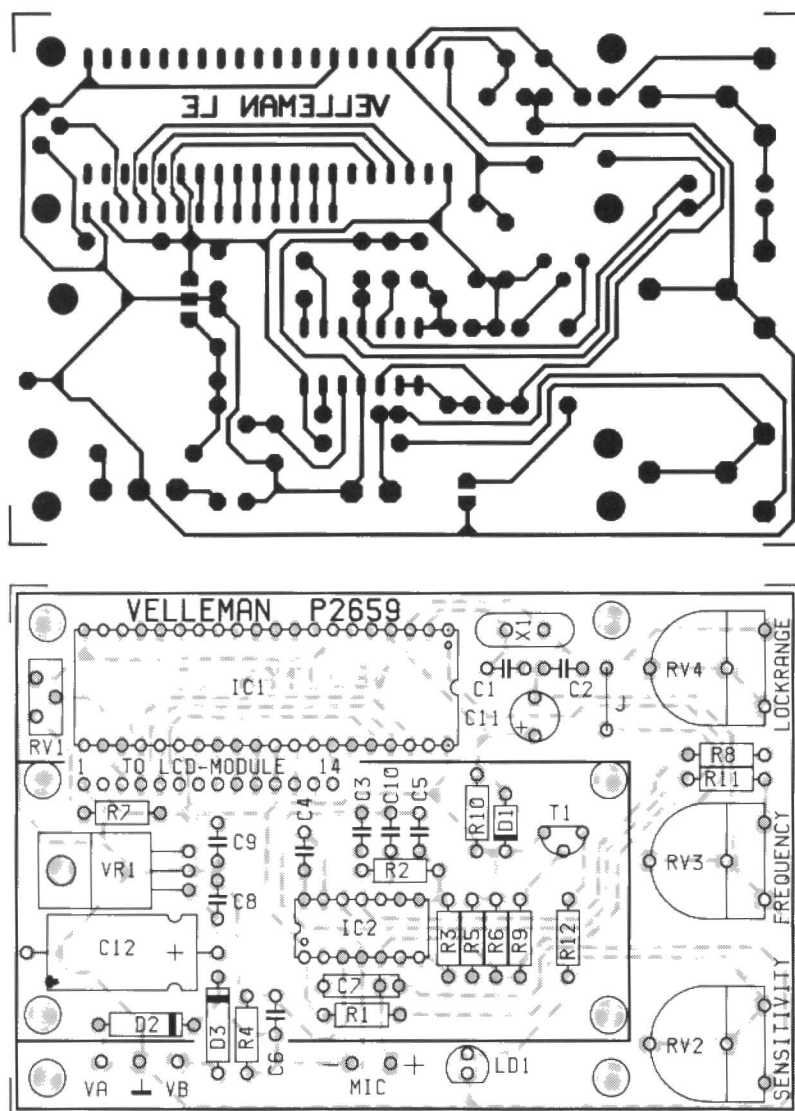 VELLEMAN LE
VELLEMAN P2659
X1
IC1
C1
C2
C11
+
J
RV4
LOCKRANGE
RV1
1 TO LCD-MODULE 14
R8
R11
R7
C4
C3
C10
C5
R10
D1
T1
C9
VR1
R2
C8
RV3
FREQUENCY
C12
+
IC2
R3
R5
R6
R9
R12
C7
D2
D3
R4
C6
R1
RV2
SENSITIVITY
VA
⊥
VB
- MIC +
LD1